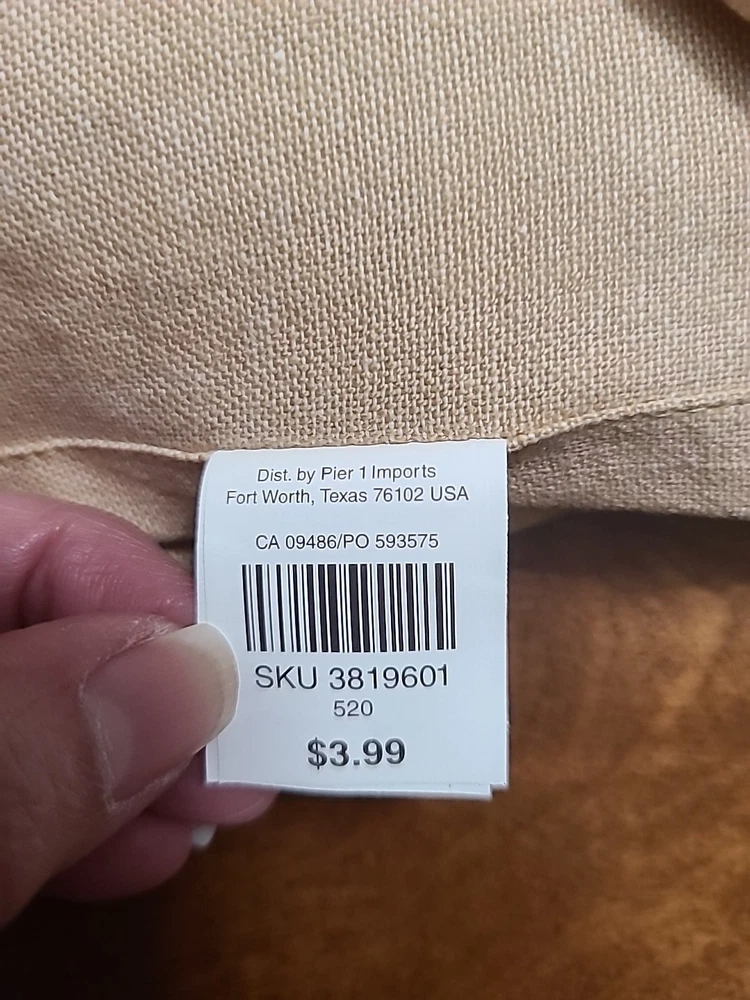 Dist. by Pier 1 Imports
Fort Worth, Texas 76102 USA
CA 09486/PO 593575
SKU 3819601
520
$3.99